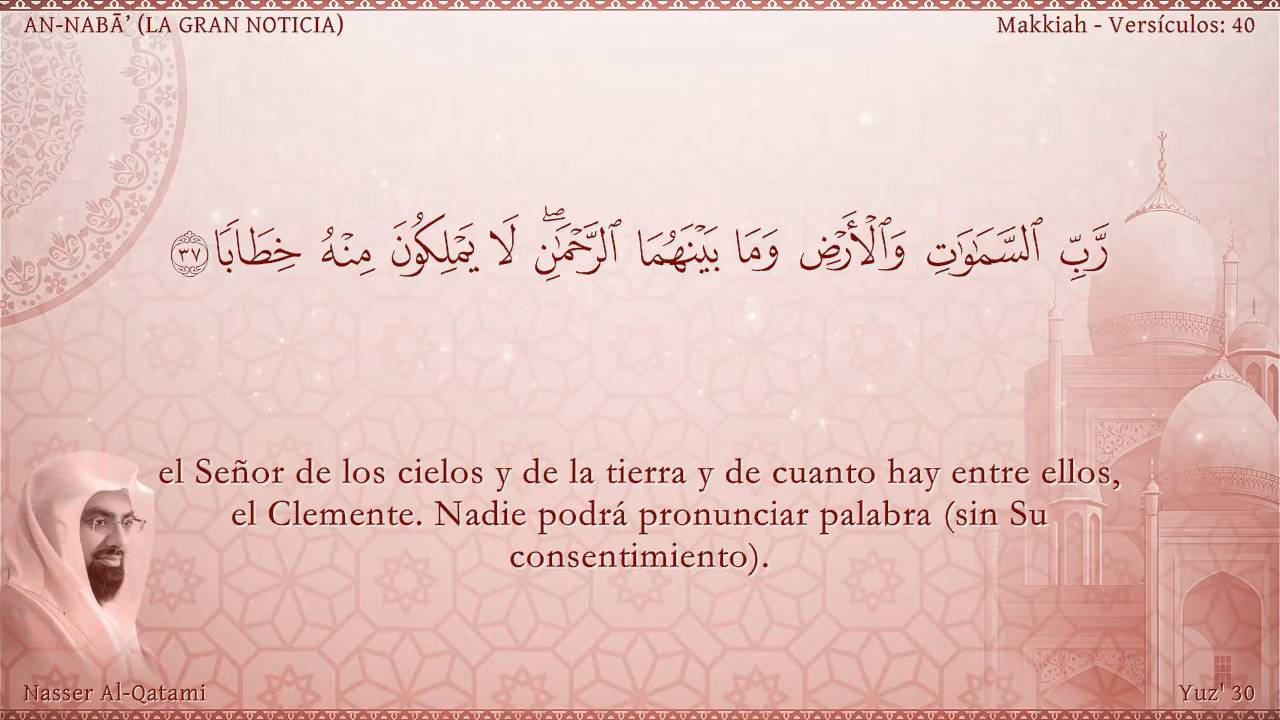 AN-NABĀ’ (LA GRAN NOTICIA)
Makkiah - Versículos: 40
رَّبِّ ٱلسَّمَٰوَٰتِ وَٱلْأَرْضِ وَمَا بَيْنَهُمَا ٱلرَّحْمَٰنِ ۖ لَا يَمْلِكُونَ مِنْهُ خِطَابًا ٣٧
el Señor de los cielos y de la tierra y de cuanto hay entre ellos,
el Clemente. Nadie podrá pronunciar palabra (sin Su
consentimiento).
Nasser Al-Qatami
Yuz' 30